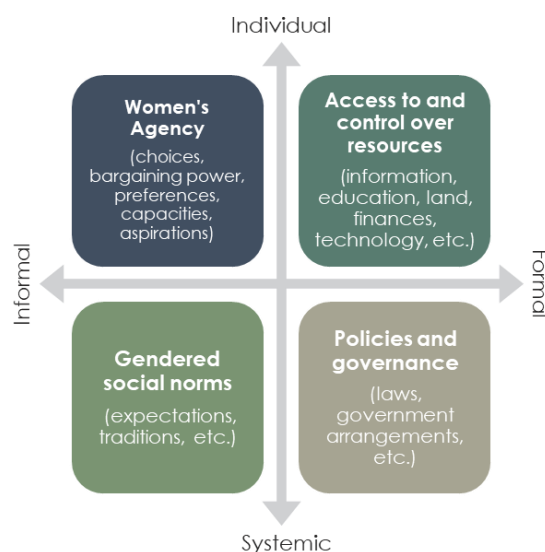 Individual
Women's
Agency
(choices,
bargaining power,
preferences,
capacities,
aspirations)
Access to and
control over
resources
(information,
education, land,
finances,
technology, etc.)
Informal
Formal
Gendered
social norms
(expectations,
traditions, etc.)
Policies and
governance
(laws,
government
arrangements,
etc.)
Systemic